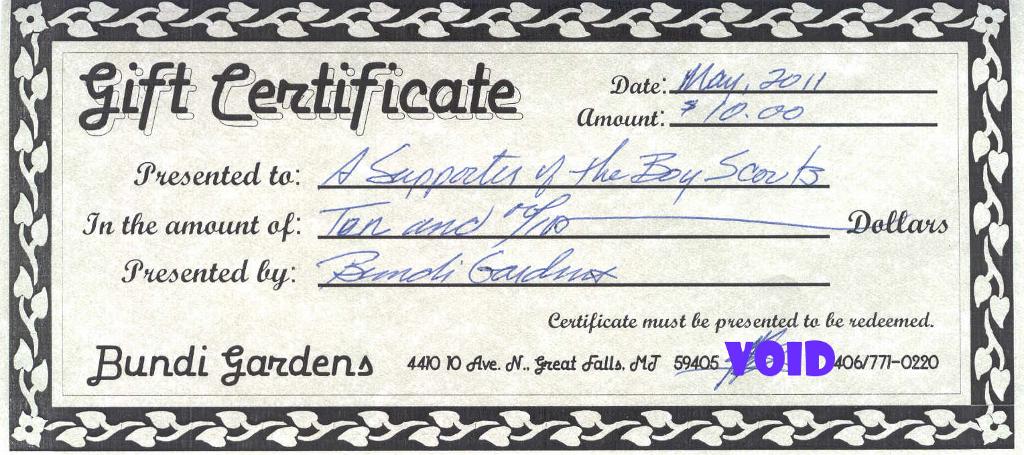 Gift Certificate
Date: May, 2011
Amount: $10.00
Presented to: A Supporter of the Boy Scouts
In the amount of: Ten and 00/10 Dollars
Presented by: Bundi Gardens
Certificate must be presented to be redeemed.
Bundi Gardens 4410 10 Ave. N., Great Falls, MT 59405 VOID 406/771-0220